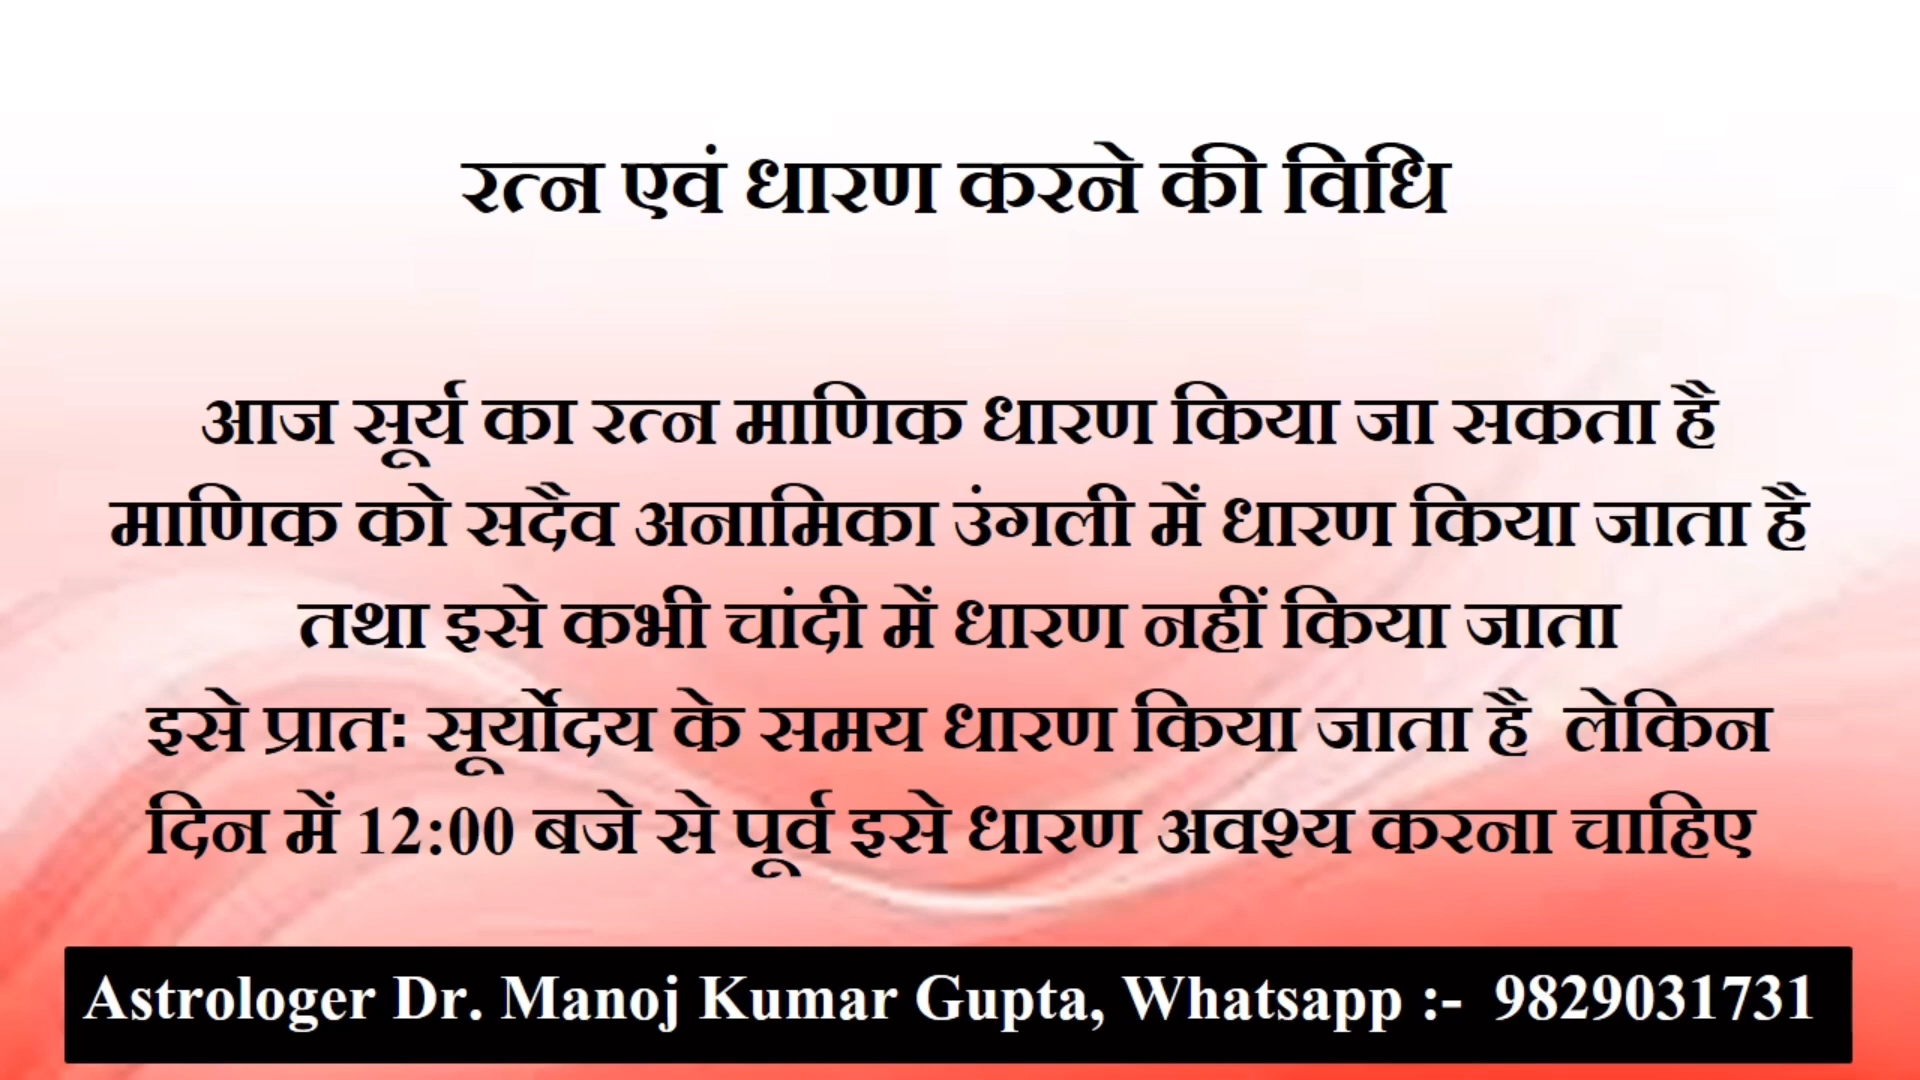 रत्न एवं धारण करने की विधि
आज सूर्य का रत्न माणिक धारण किया जा सकता है
माणिक को सदैव अनामिका उंगली में धारण किया जाता है
तथा इसे कभी चांदी में धारण नहीं किया जाता
इसे प्रातः सूर्योदय के समय धारण किया जाता है लेकिन
दिन में 12:00 बजे से पूर्व इसे धारण अवश्य करना चाहिए
Astrologer Dr. Manoj Kumar Gupta, Whatsapp :- 9829031731